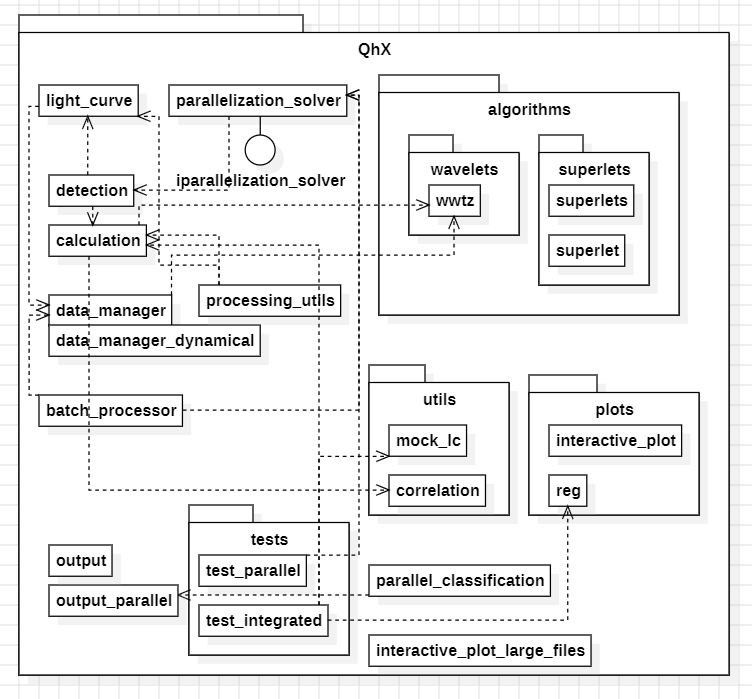 QhX
light_curve
parallelization_solver
algorithms
iparallelization_solver
wavelets
superlets
wwtz
superlets
superlet
detection
calculation
data_manager
processing_utils
data_manager_dynamical
batch_processor
utils
mock_lc
correlation
plots
interactive_plot
reg
tests
test_parallel
test_integrated
output
output_parallel
parallel_classification
interactive_plot_large_files